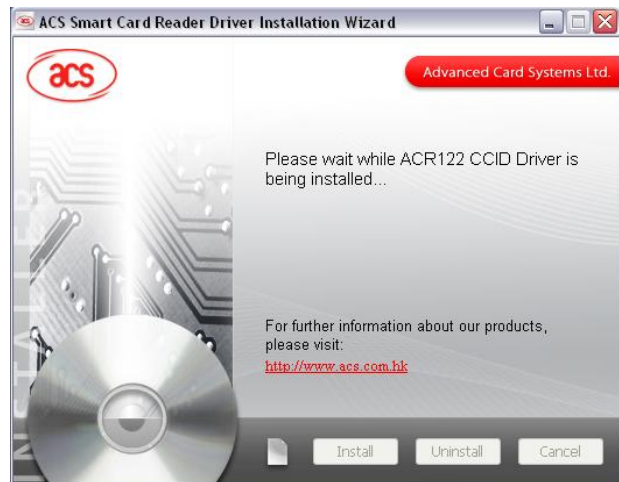 ACS Smart Card Reader Driver Installation Wizard
acs
Advanced Card Systems Ltd.
Please wait while ACR122 CCID Driver is
being installed...
For further information about our products,
please visit:
http://www.acs.com.hk
INSTALLER
Install
Uninstall
Cancel